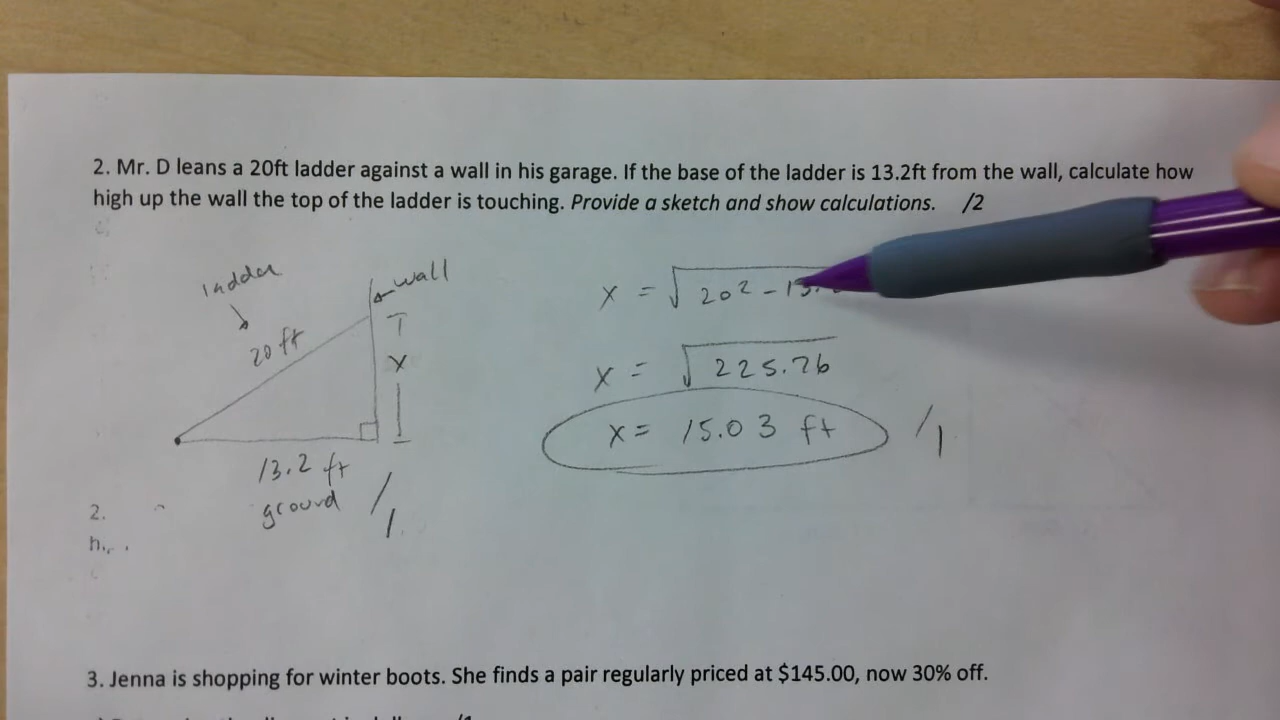 2. Mr. D leans a 20ft ladder against a wall in his garage. If the base of the ladder is 13.2ft from the wall, calculate how
high up the wall the top of the ladder is touching. Provide a sketch and show calculations. /2
ladder
wall
20 ft
x
13.2 ft
ground
/1
x = √20² - 13.
x = √225.76
x = 15.03 ft /1
2.
h
3. Jenna is shopping for winter boots. She finds a pair regularly priced at $145.00, now 30% off.